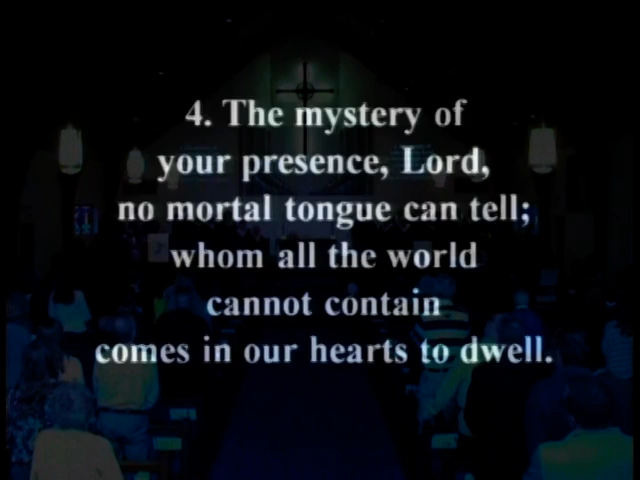 4. The mystery of
your presence, Lord,
no mortal tongue can tell;
whom all the world
cannot contain
comes in our hearts to dwell.